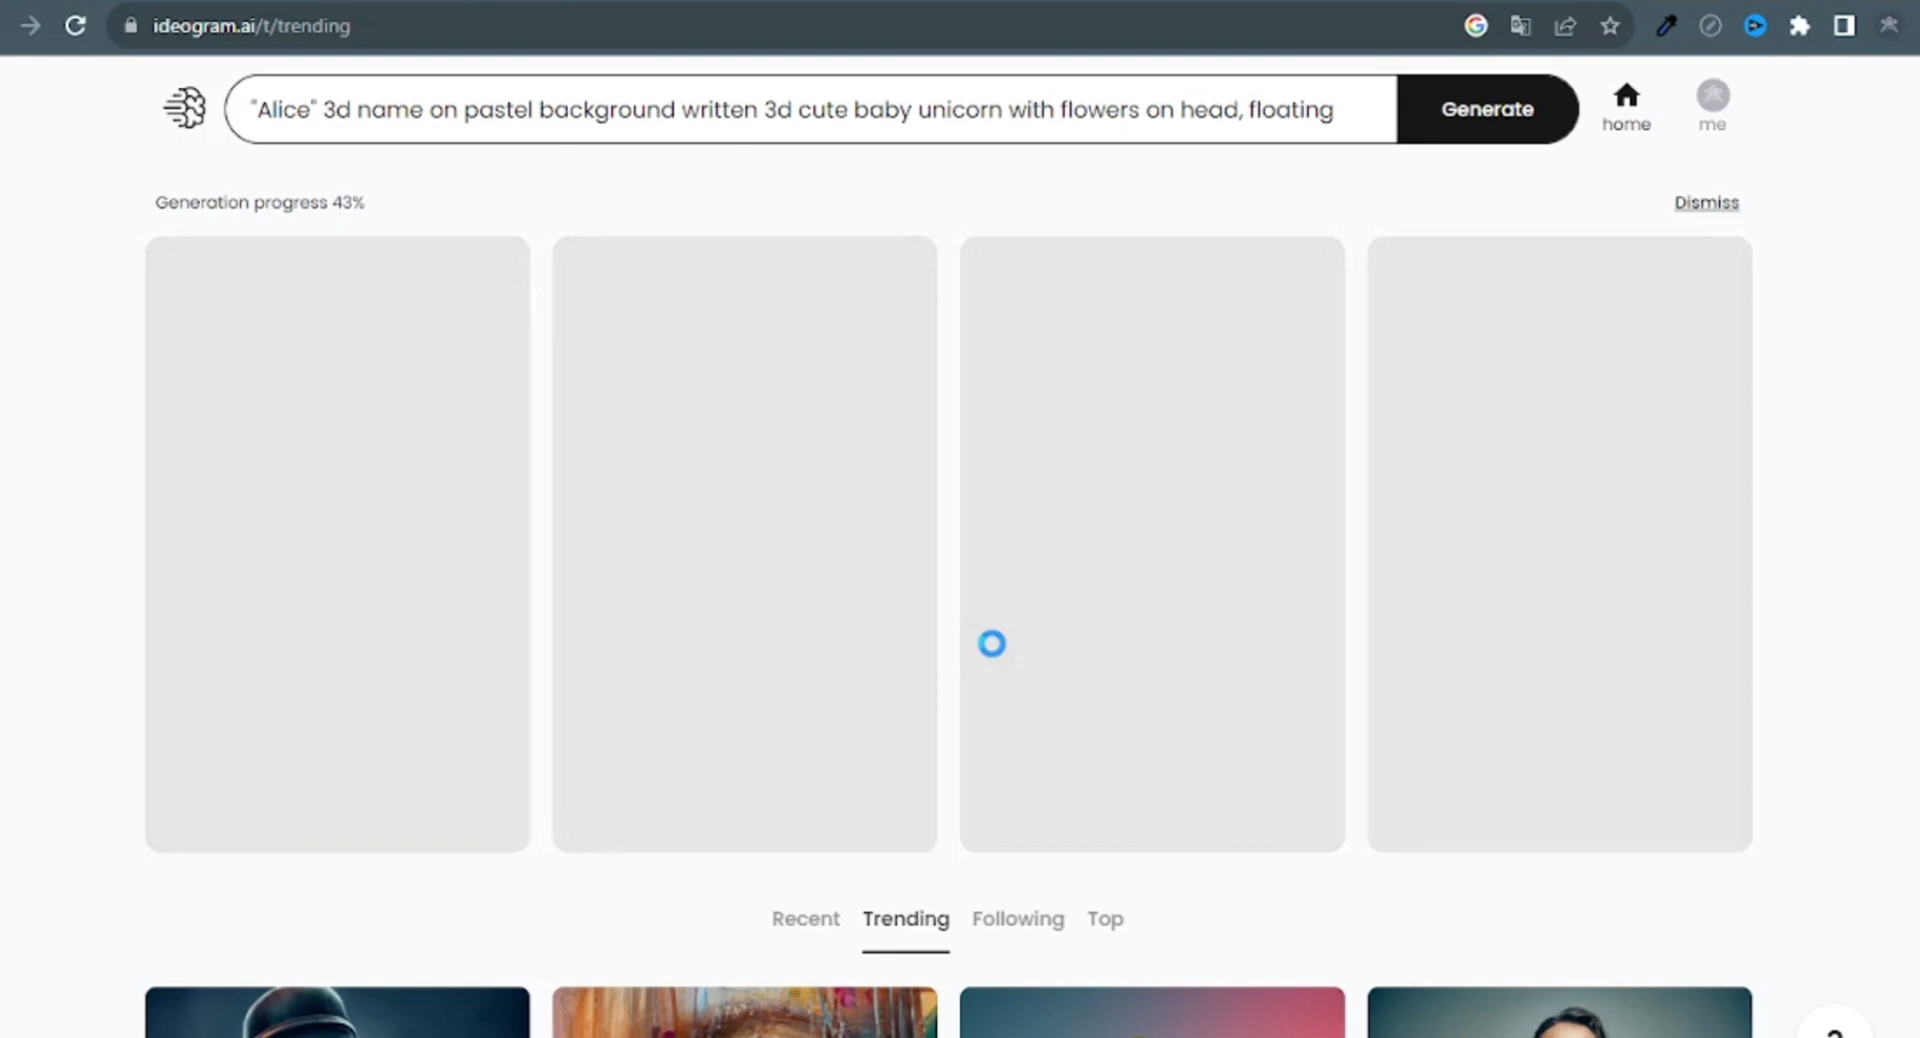 ideogram.ai/t/trending
"Alice" 3d name on pastel background written 3d cute baby unicorn with flowers on head, floating
Generate
home
me
Generation progress 43%
Dismiss
Recent
Trending
Following
Top